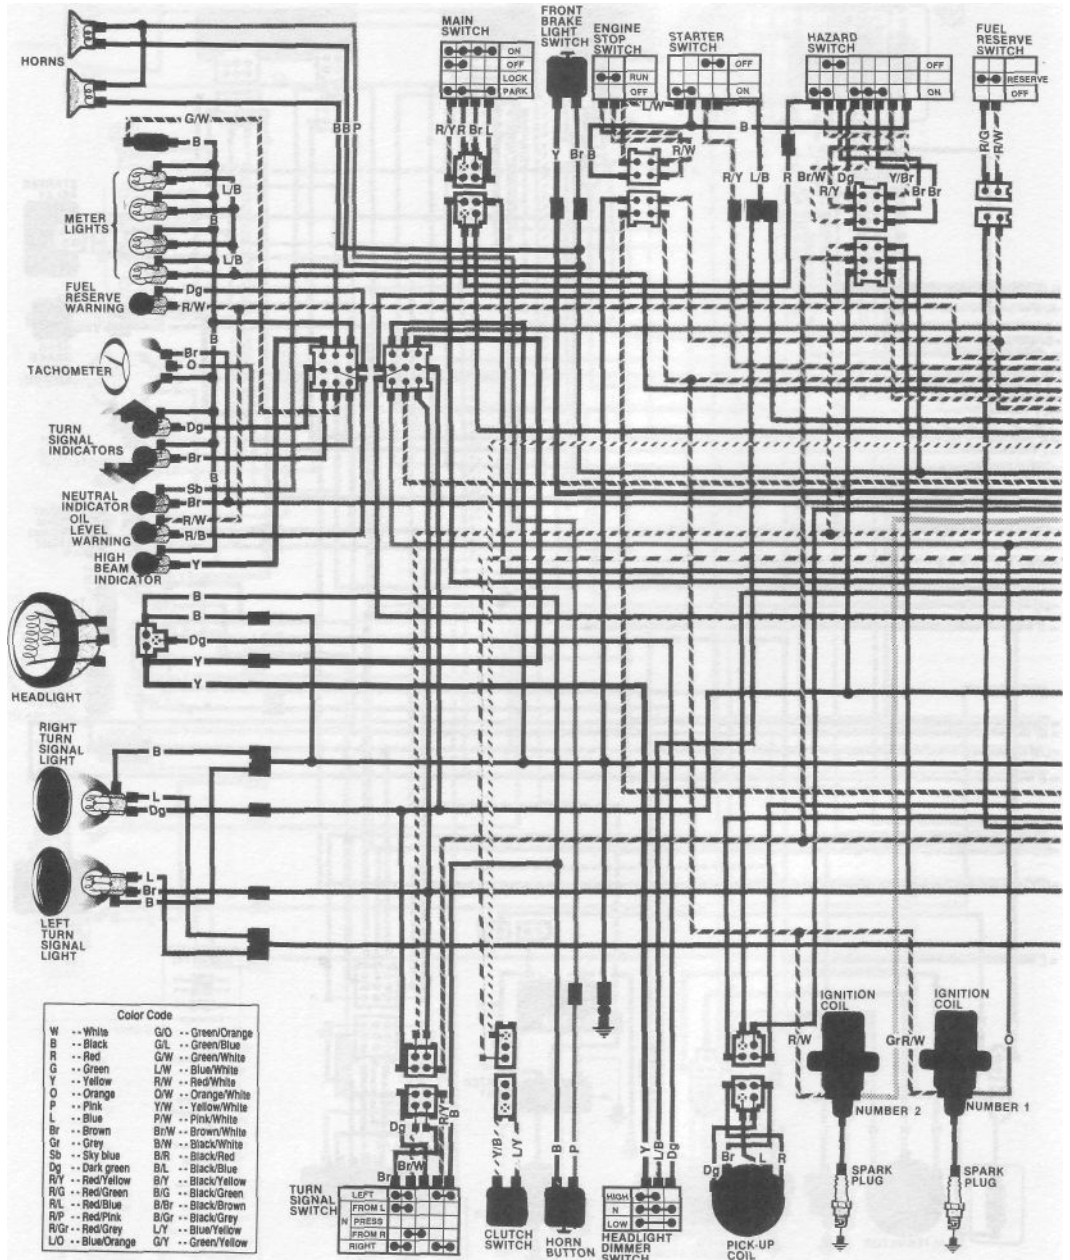 HORNS
MAIN
SWITCH
ON
OFF
LOCK
PARK
FRONT
BRAKE
LIGHT
SWITCH
ENGINE
STOP
SWITCH
RUN
OFF
STARTER
SWITCH
OFF
ON
HAZARD
SWITCH
OFF
ON
FUEL
RESERVE
SWITCH
RESERVE
OFF
G/W
B
B B P
R/Y R Br L
Y
Br
B
L/W
R/W
B
R/Y
L/B
R
Br/W
R/Y
Dg
Y/Br
Br Br
R/G
R/W
METER
LIGHTS
L/B
B
L/B
FUEL
RESERVE
WARNING
Dg
R/W
B
TACHOMETER
Br
O
TURN
SIGNAL
INDICATORS
Dg
Br
B
NEUTRAL
INDICATOR
Sb
Br
OIL
LEVEL
WARNING
R/W
R/B
HIGH
BEAM
INDICATOR
Y
HEADLIGHT
B
B
Dg
Y
Y
RIGHT
TURN
SIGNAL
LIGHT
B
L
Dg
LEFT
TURN
SIGNAL
LIGHT
L
Br
B
Color Code
W -- White
B -- Black
R -- Red
G -- Green
Y -- Yellow
O -- Orange
P -- Pink
L -- Blue
Br -- Brown
Gr -- Grey
Sb -- Sky blue
Dg -- Dark green
R/Y -- Red/Yellow
R/G -- Red/Green
R/L -- Red/Blue
R/P -- Red/Pink
R/Gr -- Red/Grey
L/O -- Blue/Orange
G/O -- Green/Orange
G/L -- Green/Blue
G/W -- Green/White
L/W -- Blue/White
R/W -- Red/White
O/W -- Orange/White
Y/W -- Yellow/White
P/W -- Pink/White
Br/W -- Brown/White
B/W -- Black/White
B/R -- Black/Red
B/L -- Black/Blue
B/Y -- Black/Yellow
B/G -- Black/Green
B/Br -- Black/Brown
B/Gr -- Black/Grey
L/Y -- Blue/Yellow
G/Y -- Green/Yellow
TURN
SIGNAL
SWITCH
Dg
Br
Br/W
R/Y
B
LEFT
FROM L
N PRESS
FROM R
RIGHT
Y/B
L/Y
CLUTCH
SWITCH
B
P
HORN
BUTTON
Y
L/B
Dg
HIGH
N
LOW
HEADLIGHT
DIMMER
SWITCH
Dg
Br
L
R
PICK-UP
COIL
IGNITION
COIL
R/W
Gr
NUMBER 2
SPARK
PLUG
IGNITION
COIL
R/W
O
NUMBER 1
SPARK
PLUG